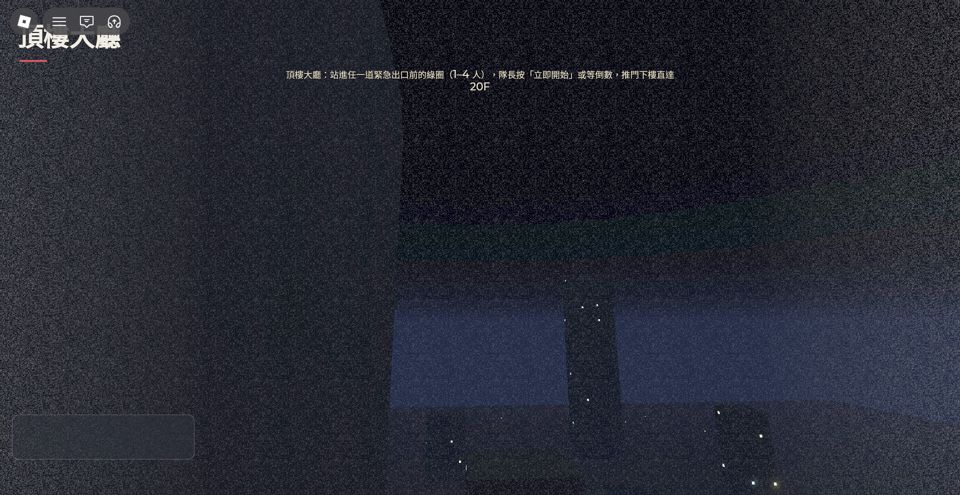 頂樓大廳
頂樓大廳：站進任一道緊急出口前的綠圈（1–4 人），隊長按「立即開始」或等倒數，推門下樓直達
20F